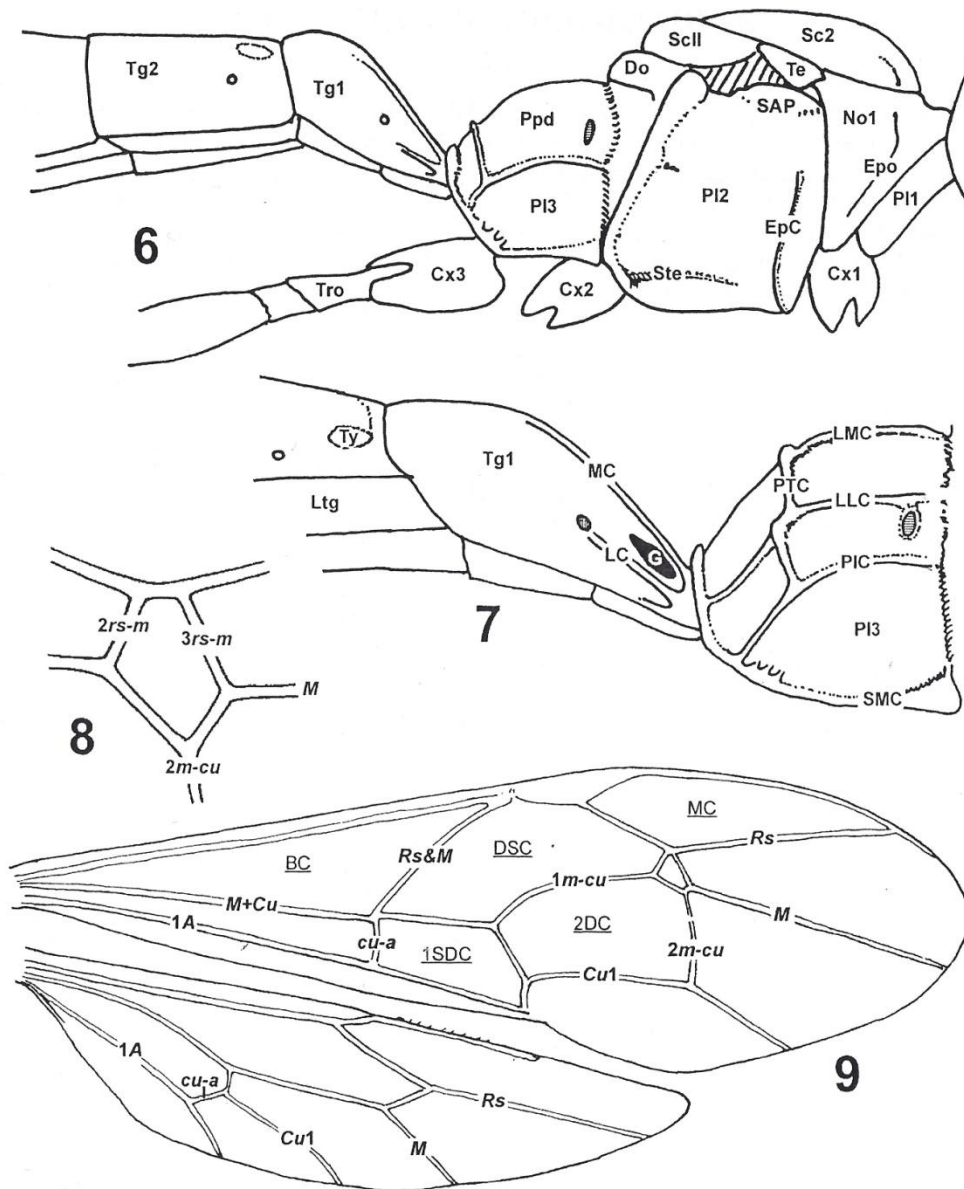 Scll Sc2
Tg2 Tg1 Do Te
Ppd SAP No1
Epo
Pl3 Pl2 Pl1
EpC
6
Cx3 Ste Cx1
Tro Cx2
LMC
Ty Tg1 MC PTC
LLC
Ltg
LC G PlC
7 Pl3
2rs-m 3rs-m
M SMC
8
2m-cu
MC
BC Rs&M DSC Rs
1m-cu
M+Cu M
1A 2DC
cu-a 1SDC 2m-cu
Cu1
1A 9
cu-a Rs
Cu1 M